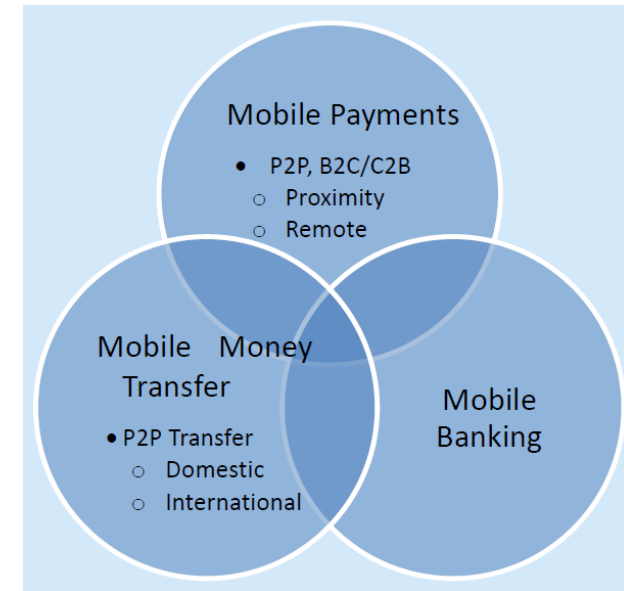 Mobile Payments
• P2P, B2C/C2B
o Proximity
o Remote
Mobile Money
Transfer
• P2P Transfer
o Domestic
o International
Mobile
Banking